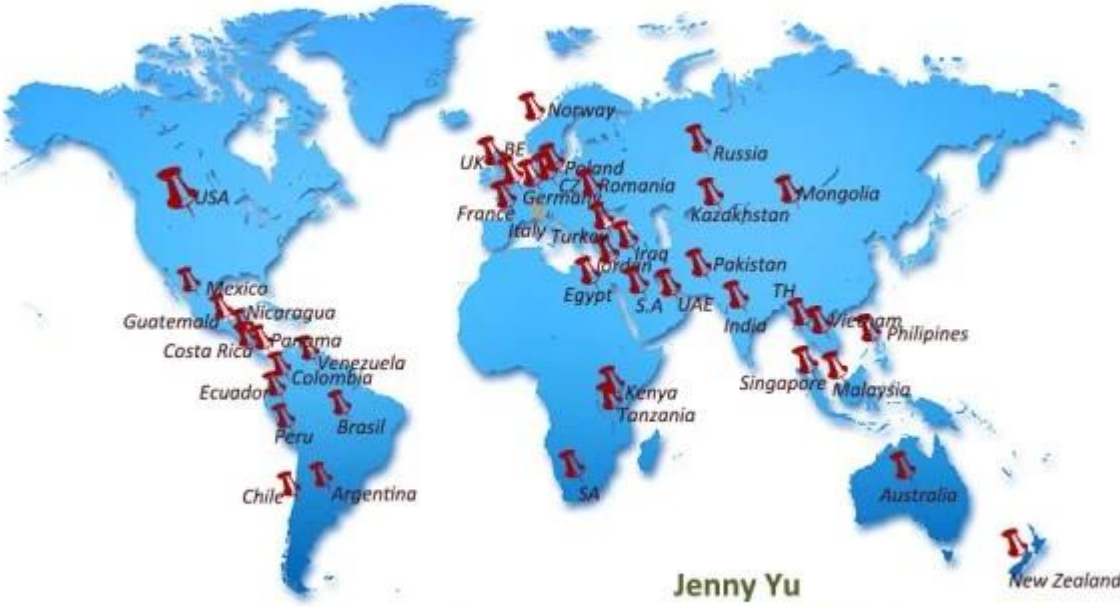 Norway
UK
BE
Poland
Russia
CZ
Romania
USA
Germany
Mongolia
France
Kazakhstan
Italy
Turkey
Iraq
Jordan
Pakistan
Mexico
Egypt
S.A
UAE
TH
Nicaragua
Guatemala
India
Vietnam
Philipines
Costa Rica
Panama
Venezuela
Colombia
Singapore
Malaysia
Ecuador
Kenya
Tanzania
Peru
Brasil
Chile
Argentina
SA
Australia
New Zealand
Jenny Yu